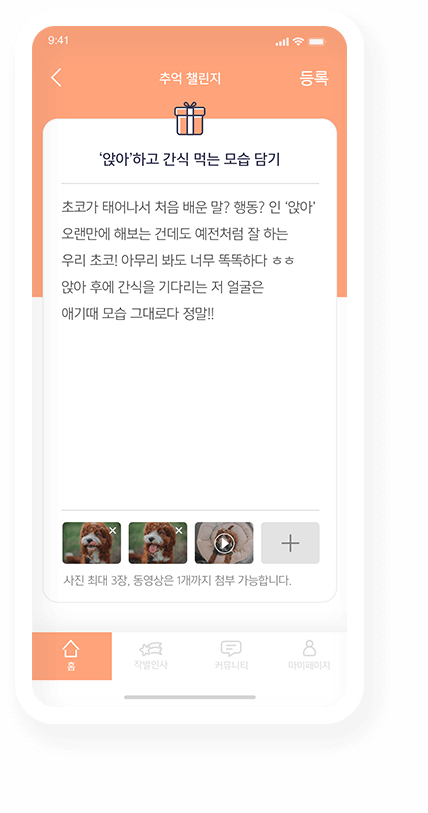 9:41
추억 챌린지
등록
‘앉아’하고 간식 먹는 모습 담기
초코가 태어나서 처음 배운 말? 행동? 인 ‘앉아’
오랜만에 해보는 건데도 예전처럼 잘 하는
우리 초코! 아무리 봐도 너무 똑똑하다 ㅎㅎ
앉아 후에 간식을 기다리는 저 얼굴은
애기때 모습 그대로다 정말!!
사진 최대 3장, 동영상은 1개까지 첨부 가능합니다.
홈
작별인사
커뮤니티
마이페이지